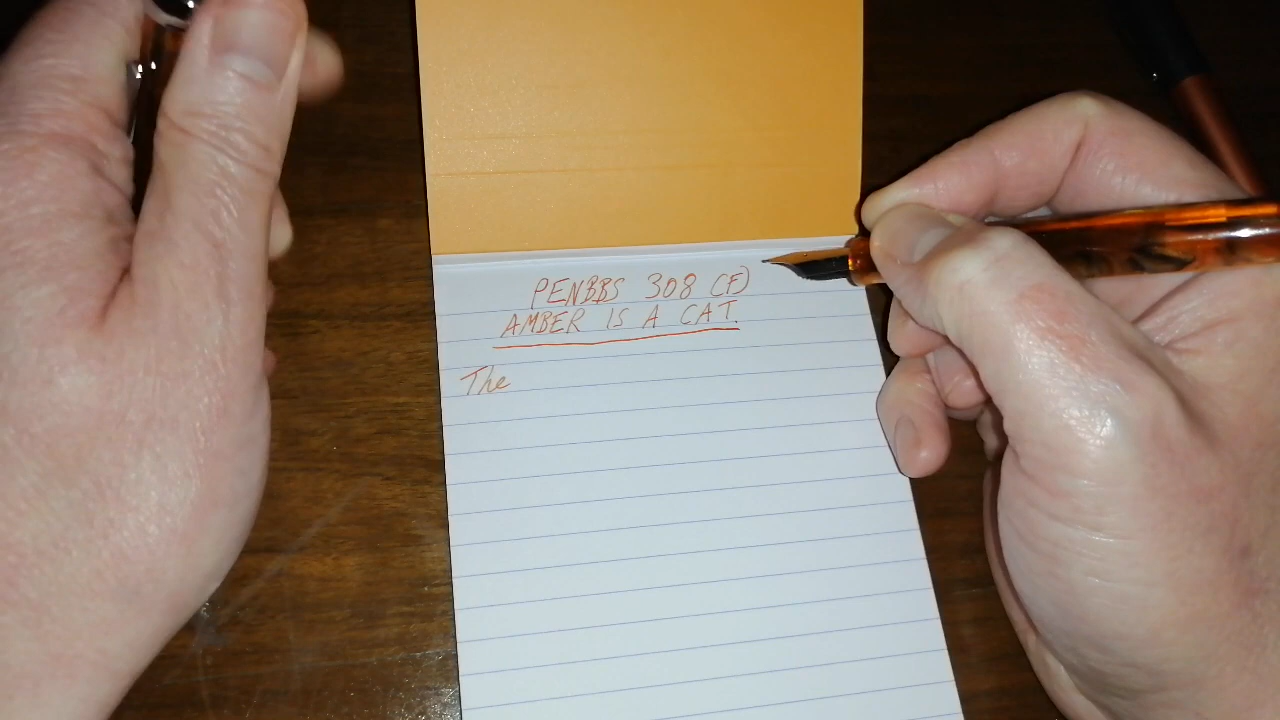 PENBBS 308 (F)
AMBER IS A CAT.
The